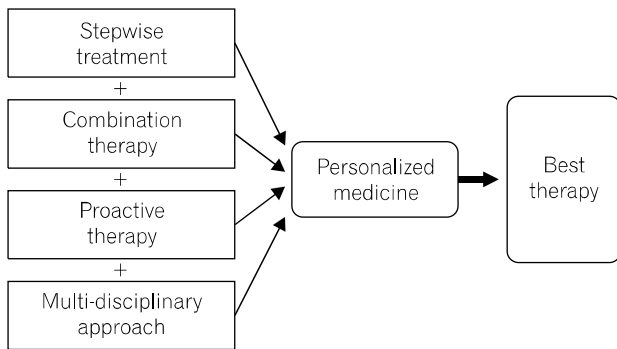 Stepwise
treatment
+
Combination
therapy
+
Proactive
therapy
+
Multi-disciplinary
approach
Personalized
medicine
Best
therapy